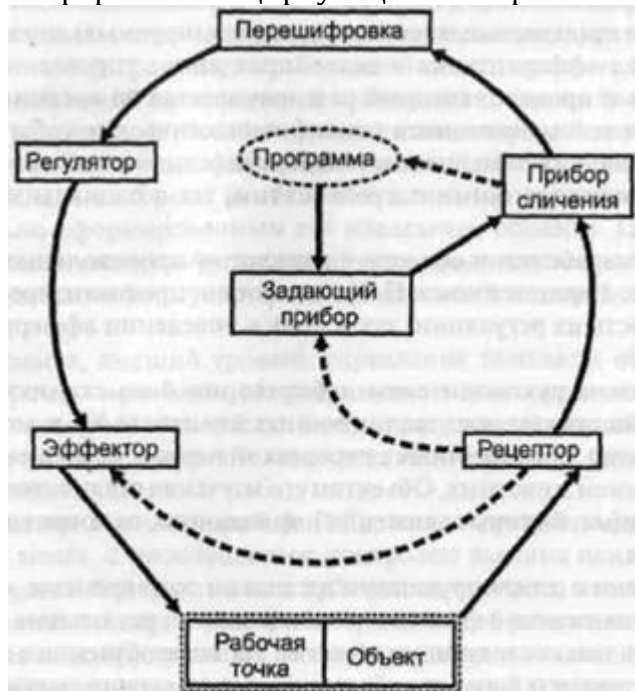 Перешифровка
Регулятор
Программа
Прибор
сличения
Задающий
прибор
Эффектор
Рецептор
Рабочая
точка
Объект